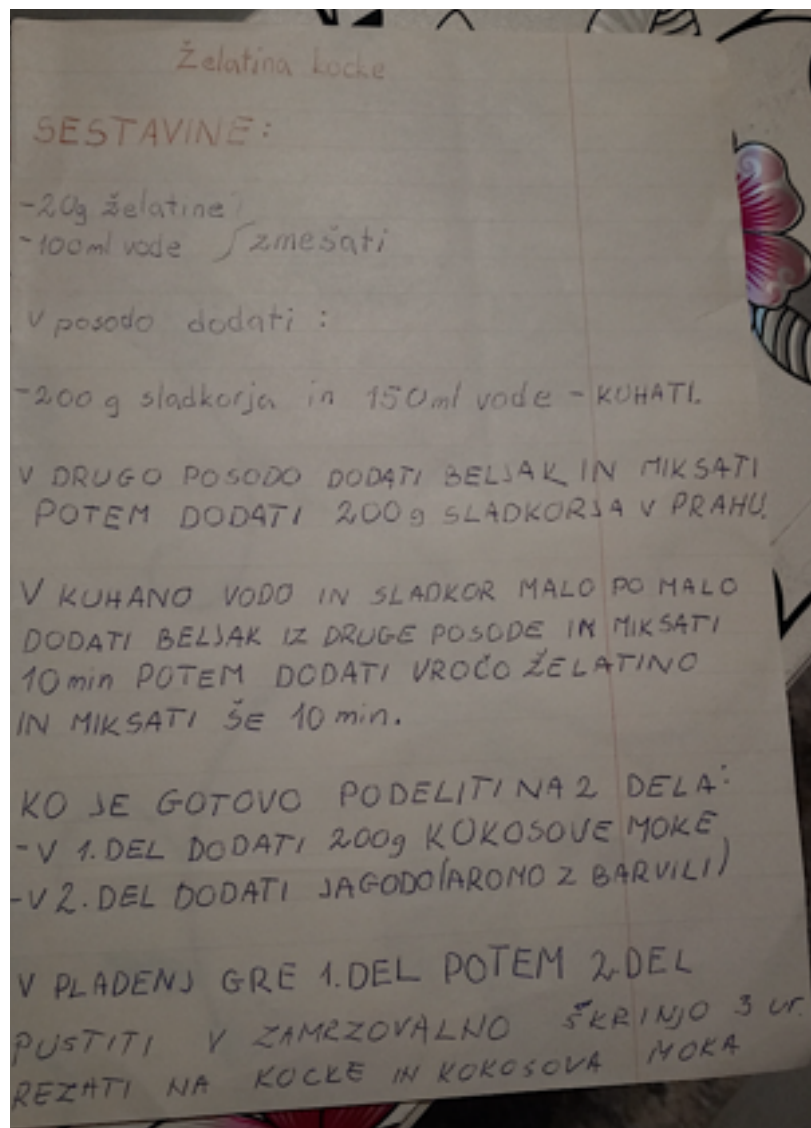 Želatina kocke
SESTAVINE:
-20g želatine
-100ml vode } zmešati
V posodo dodati :
-200 g sladkorja in 150ml vode - KUHATI.
V DRUGO POSODO DODATI BELJAK IN MIKSATI
POTEM DODATI 200g SLADKORJA V PRAHU.
V KUHANO VODO IN SLADKOR MALO PO MALO
DODATI BELJAK IZ DRUGE POSODE IN MIKSATI
10 min POTEM DODATI VROČO ŽELATINO
IN MIKSATI ŠE 10 min.
KO JE GOTOVO PODELITI NA 2 DELA:
-V 1. DEL DODATI 200g KOKOSOVE MOKE
-V 2. DEL DODATI JAGODO (AROMO Z BARVILI)
V PLADENJ GRE 1. DEL POTEM 2. DEL
PUSTITI V ZAMRZOVALNO ŠKRINJO 3 ur.
REZATI NA KOCKE IN KOKOSOVA MOKA